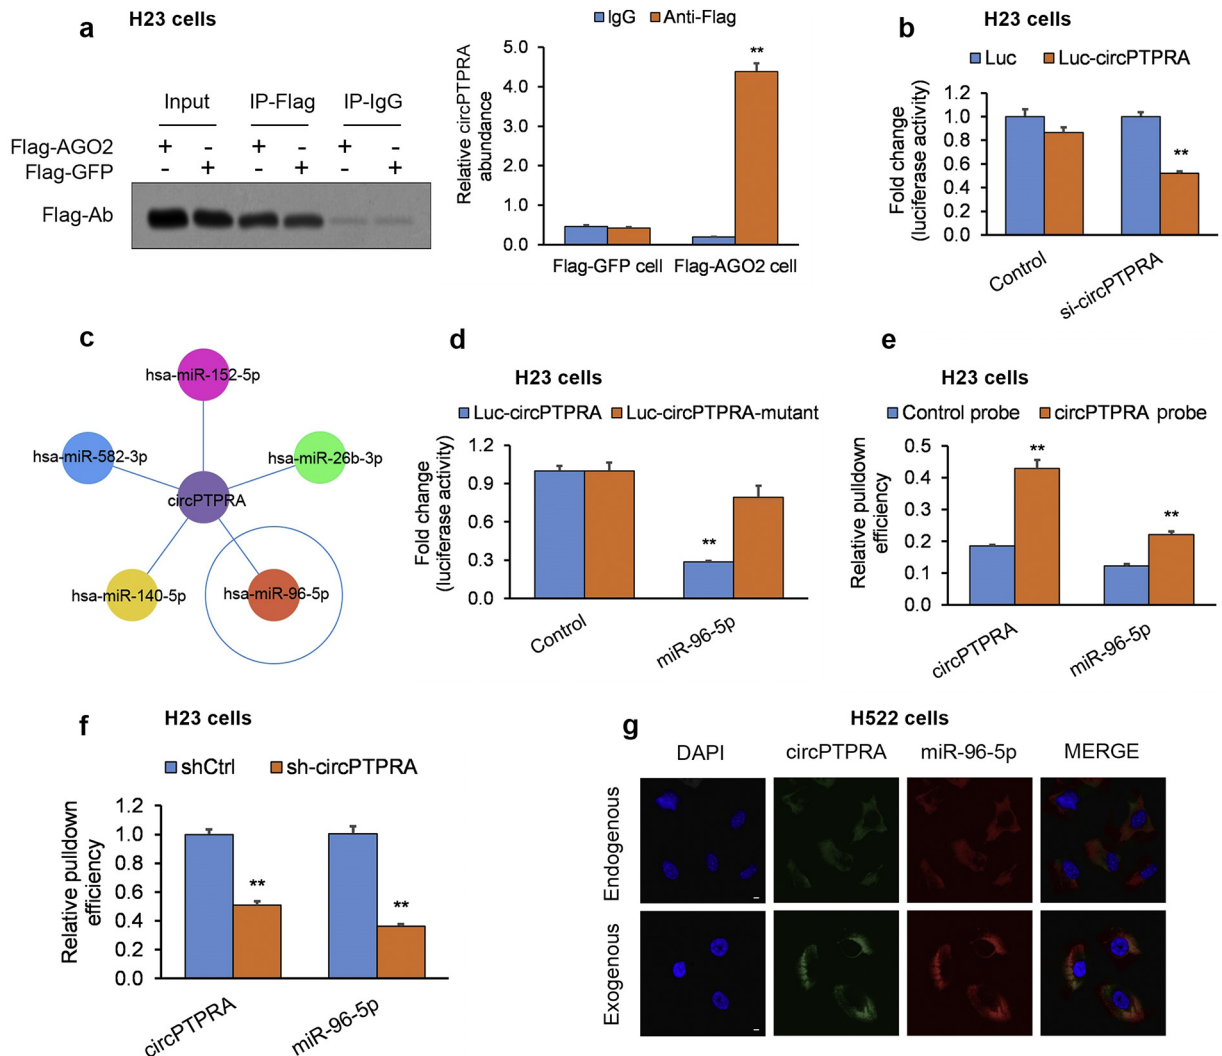 a
H23 cells
Input
IP-Flag
IP-IgG
Flag-AGO2
+
-
+
-
+
-
Flag-GFP
-
+
-
+
-
+
Flag-Ab
IgG
Anti-Flag
Relative circPTPRA
abundance
5.0
4.0
3.0
2.0
1.0
0.0
**
Flag-GFP cell
Flag-AGO2 cell
b
H23 cells
Luc
Luc-circPTPRA
Fold change
(luciferase activity)
1.2
1.0
0.8
0.6
0.4
0.2
0.0
**
Control
si-circPTPRA
c
hsa-miR-152-5p
hsa-miR-582-3p
hsa-miR-26b-3p
circPTPRA
hsa-miR-140-5p
hsa-miR-96-5p
d
H23 cells
Luc-circPTPRA
Luc-circPTPRA-mutant
Fold change
(luciferase activity)
1.2
0.9
0.6
0.3
0.0
**
Control
miR-96-5p
e
H23 cells
Control probe
circPTPRA probe
Relative pulldown
efficiency
0.5
0.4
0.3
0.2
0.1
0.0
**
**
circPTPRA
miR-96-5p
f
H23 cells
shCtrl
sh-circPTPRA
Relative pulldown
efficiency
1.2
1.0
0.8
0.6
0.4
0.2
0.0
**
**
circPTPRA
miR-96-5p
g
H522 cells
DAPI
circPTPRA
miR-96-5p
MERGE
Endogenous
Exogenous